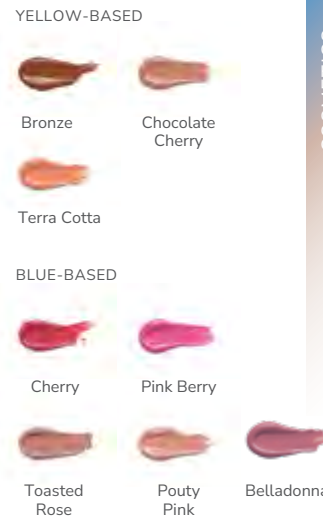 YELLOW-BASED
Bronze
Chocolate
Cherry
Terra Cotta
BLUE-BASED
Cherry
Pink Berry
Toasted
Rose
Pouty
Pink
Belladonna